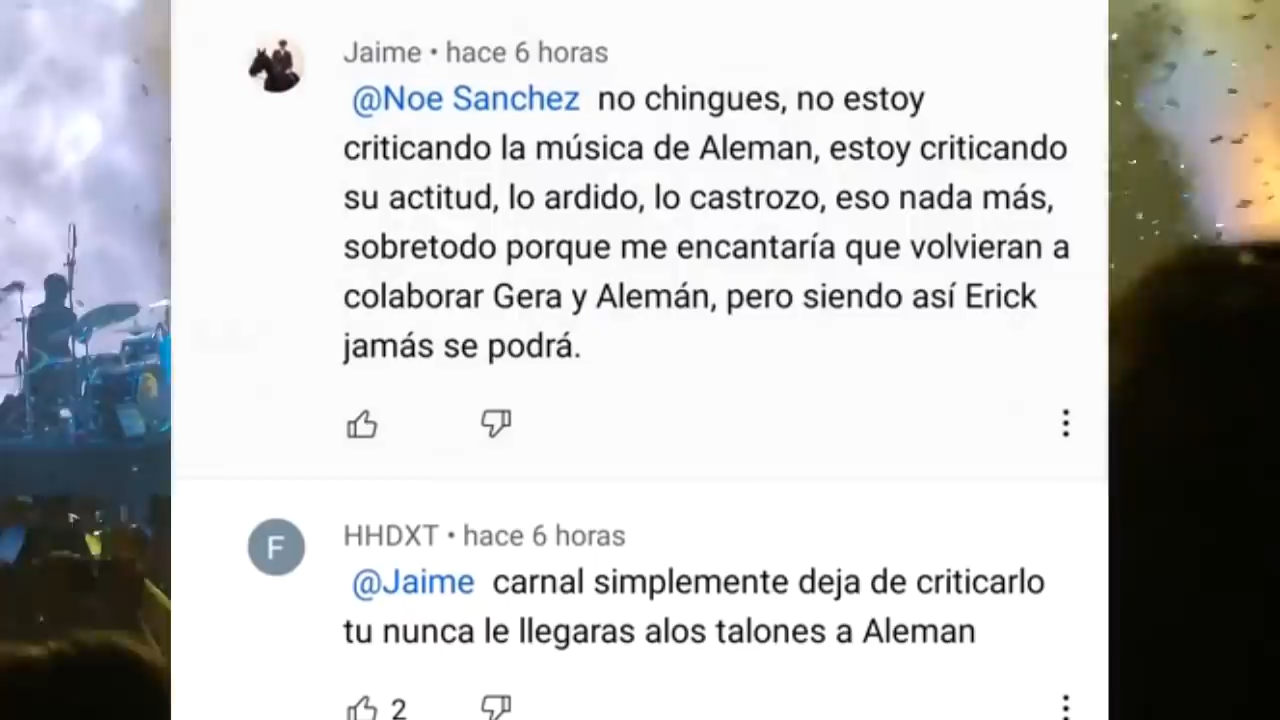 Jaime • hace 6 horas
@Noe Sanchez no chingues, no estoy
criticando la música de Aleman, estoy criticando
su actitud, lo ardido, lo castrozo, eso nada más,
sobretodo porque me encantaría que volvieran a
colaborar Gera y Alemán, pero siendo así Erick
jamás se podrá.
F
HHDXT • hace 6 horas
@Jaime carnal simplemente deja de criticarlo
tu nunca le llegaras alos talones a Aleman
2